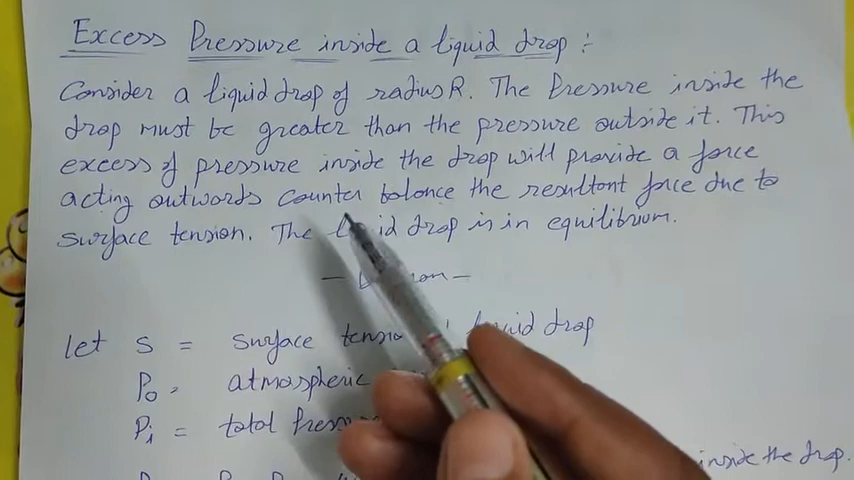 Excess Pressure inside a liquid drop :-
Consider a liquid drop of radius R. The Pressure inside the
drop must be greater than the pressure outside it. This
excess of pressure inside the drop will provide a force
acting outwards counter balance the resultant force due to
surface tension. The liquid drop is in equilibrium.
let S = surface liquid drop
P₀ = atmospheric
Pᵢ = total
inside the drop.